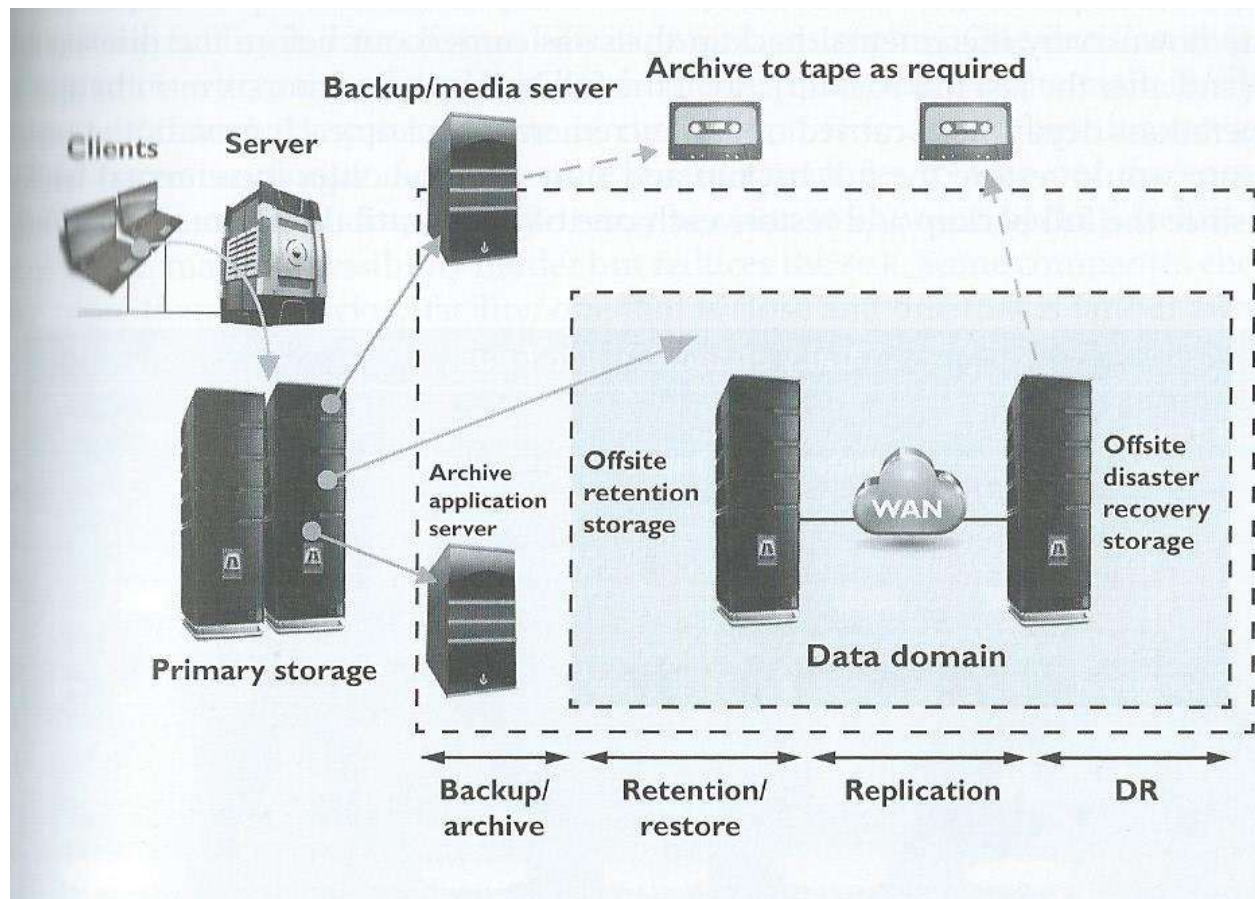 Archive to tape as required
Backup/media server
Clients
Server
Archive
application
server
Offsite
retention
storage
WAN
Offsite
disaster
recovery
storage
Primary storage
Data domain
Backup/
archive
Retention/
restore
Replication
DR